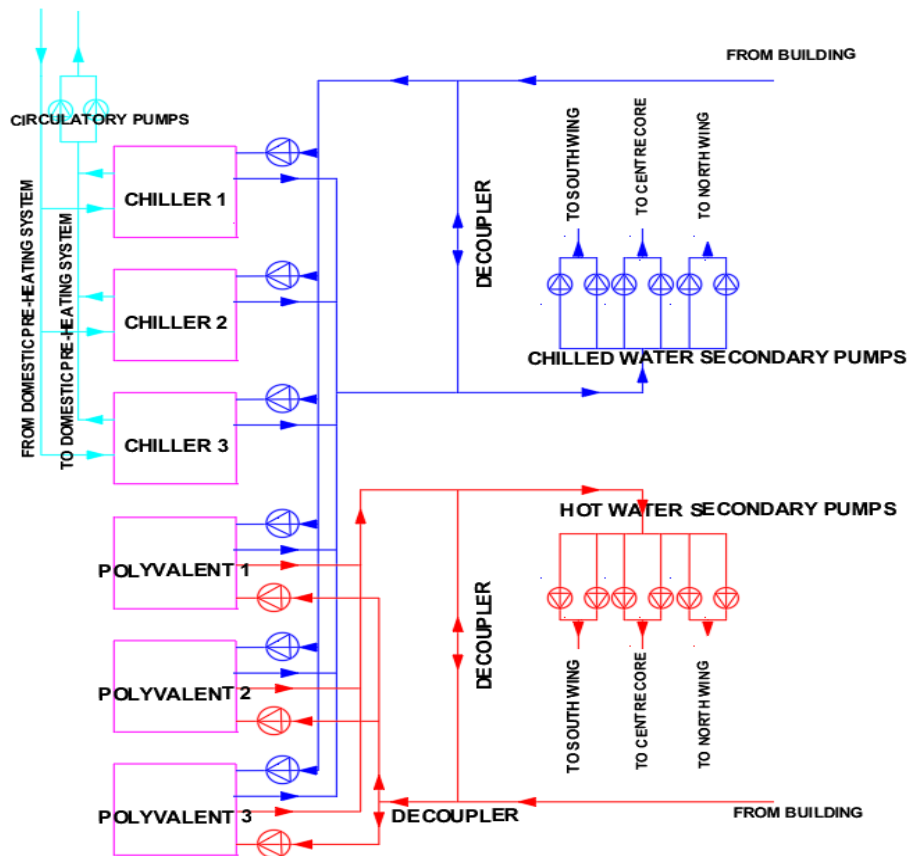 FROM BUILDING
CIRCULATORY PUMPS
FROM DOMESTIC PRE-HEATING SYSTEM
TO DOMESTIC PRE-HEATING SYSTEM
CHILLER 1
CHILLER 2
CHILLER 3
DECOUPLER
TO SOUTH WING
TO CENTRE CORE
TO NORTH WING
CHILLED WATER SECONDARY PUMPS
HOT WATER SECONDARY PUMPS
POLYVALENT 1
POLYVALENT 2
POLYVALENT 3
DECOUPLER
TO SOUTH WING
TO CENTRE CORE
TO NORTH WING
DECOUPLER
FROM BUILDING